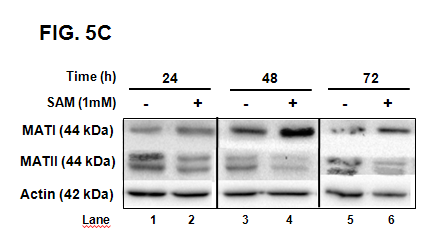 FIG. 5C
Time (h) 24 48 72
SAM (1mM) - + - + - +
MATI (44 kDa)
MATII (44 kDa)
Actin (42 kDa)
Lane 1 2 3 4 5 6